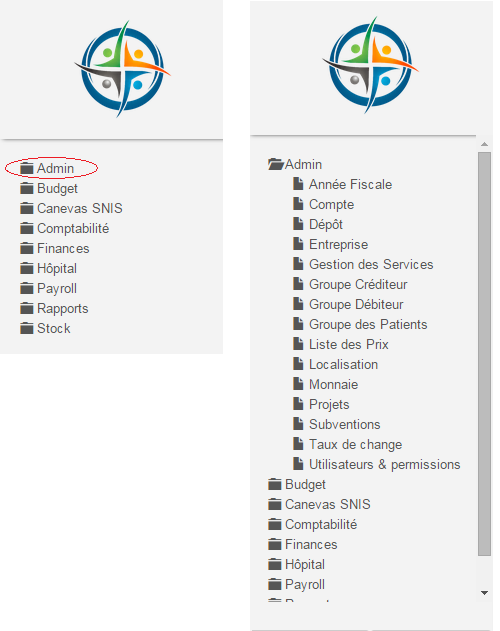 Admin
Budget
Canevas SNIS
Comptabilité
Finances
Hôpital
Payroll
Rapports
Stock
Admin
Année Fiscale
Compte
Dépôt
Entreprise
Gestion des Services
Groupe Créditeur
Groupe Débiteur
Groupe des Patients
Liste des Prix
Localisation
Monnaie
Projets
Subventions
Taux de change
Utilisateurs & permissions
Budget
Canevas SNIS
Comptabilité
Finances
Hôpital
Payroll